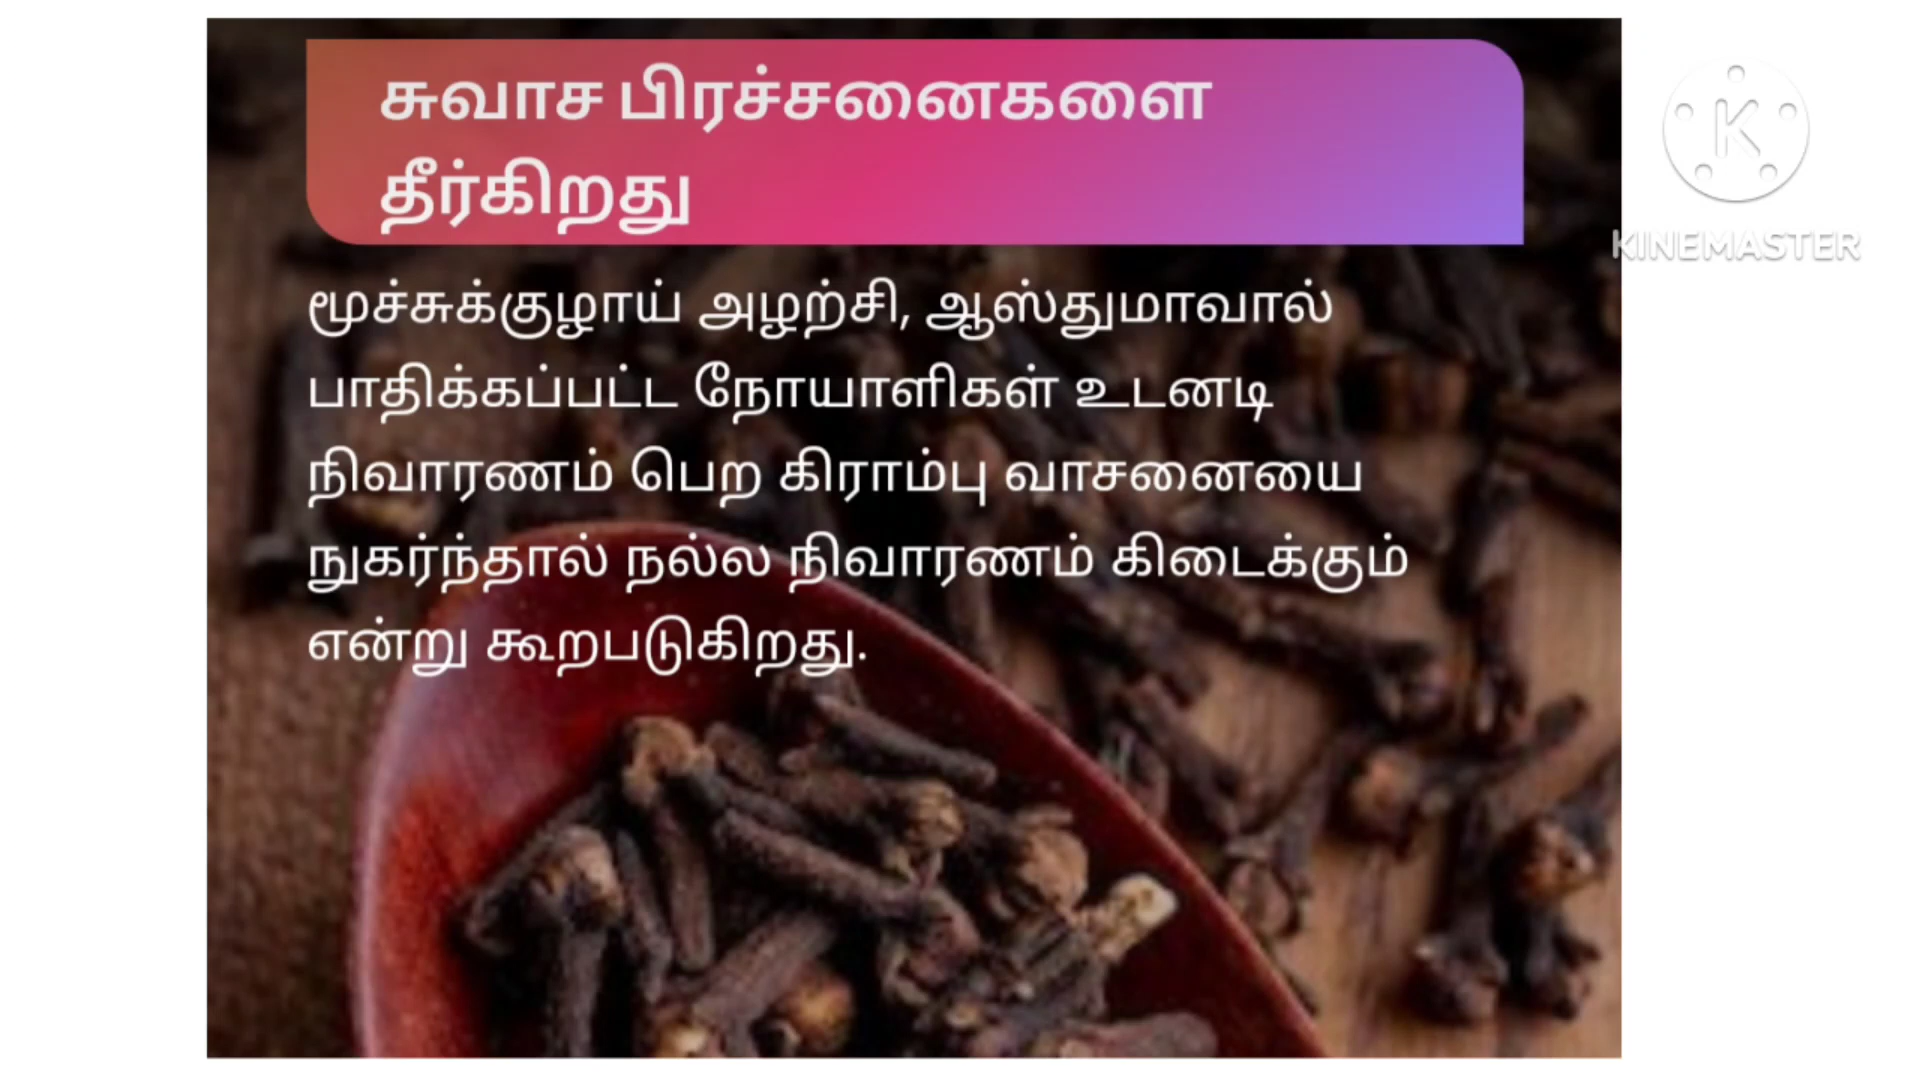 சுவாச பிரச்சனைகளை
தீர்கிறது
மூச்சுக்குழாய் அழற்சி, ஆஸ்துமாவால்
பாதிக்கப்பட்ட நோயாளிகள் உடனடி
நிவாரணம் பெற கிராம்பு வாசனையை
நுகர்ந்தால் நல்ல நிவாரணம் கிடைக்கும்
என்று கூறபடுகிறது.
K
KINEMASTER